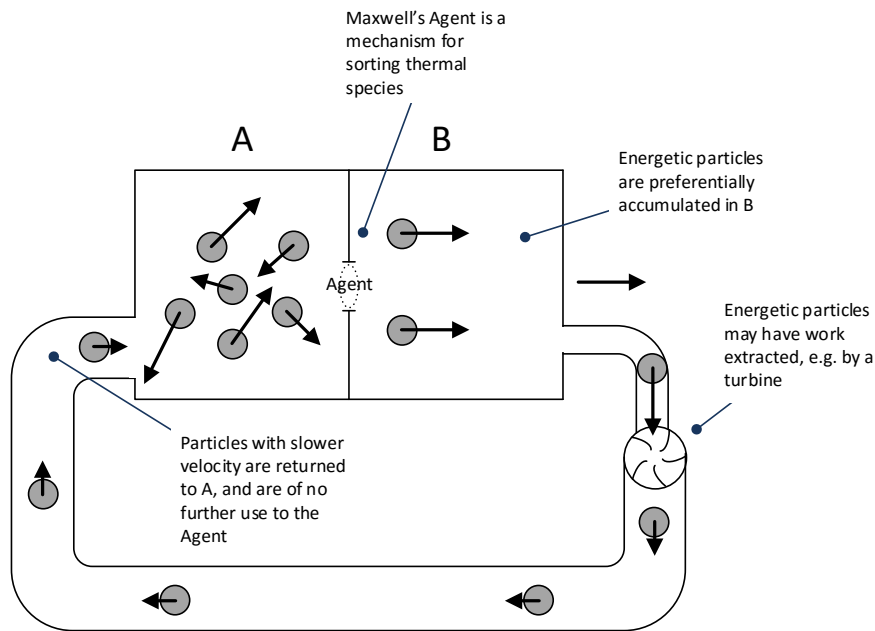 Maxwell’s Agent is a
mechanism for
sorting thermal
species
A
B
Energetic particles
are preferentially
accumulated in B
Agent
Energetic particles
may have work
extracted, e.g. by a
turbine
Particles with slower
velocity are returned
to A, and are of no
further use to the
Agent